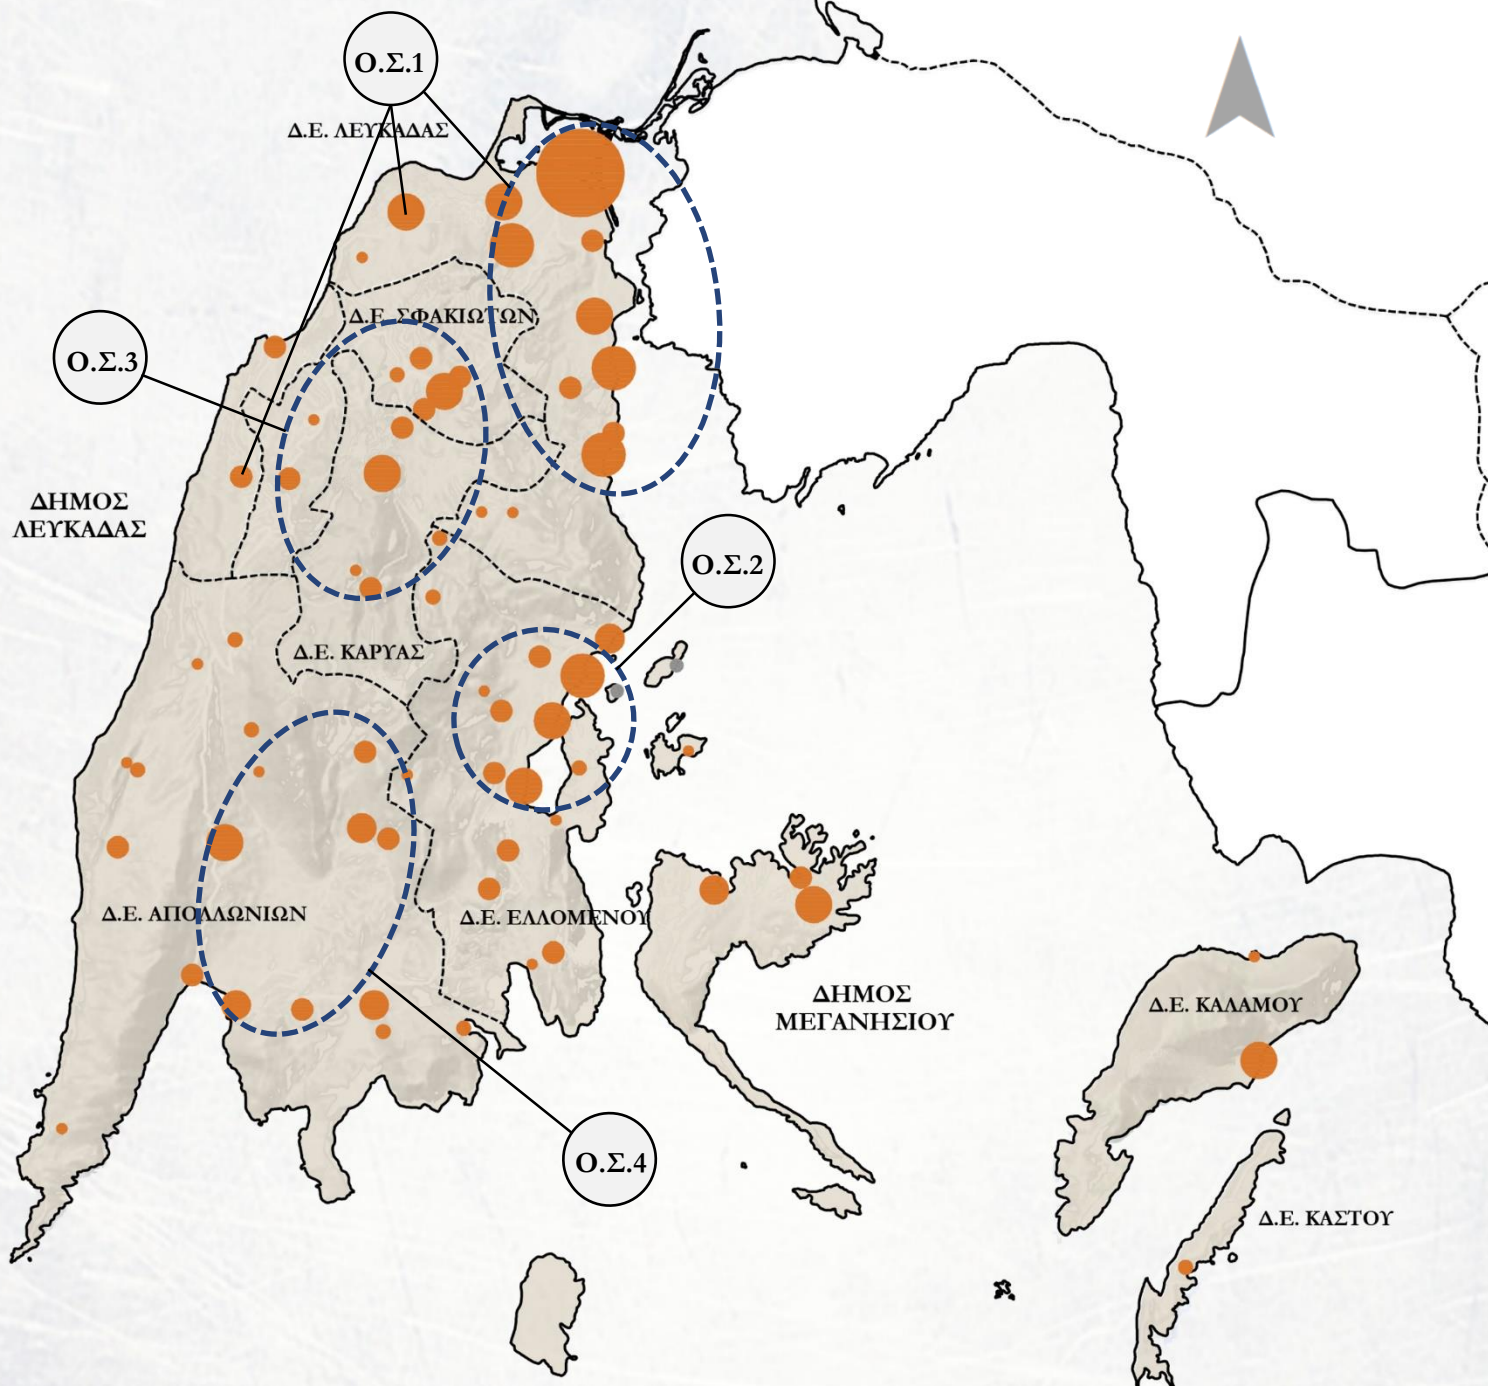 Ο.Σ.1
Δ.Ε. ΛΕΥΚΑΔΑΣ
Δ.Ε. ΣΦΑΚΙΩΤΩΝ
Ο.Σ.3
ΔΗΜΟΣ
ΛΕΥΚΑΔΑΣ
Ο.Σ.2
Δ.Ε. ΚΑΡΥΑΣ
Δ.Ε. ΑΠΟΛΛΩΝΙΩΝ
Δ.Ε. ΕΛΛΟΜΕΝΟΥ
ΔΗΜΟΣ
ΜΕΓΑΝΗΣΙΟΥ
Δ.Ε. ΚΑΛΑΜΟΥ
Ο.Σ.4
Δ.Ε. ΚΑΣΤΟΥ